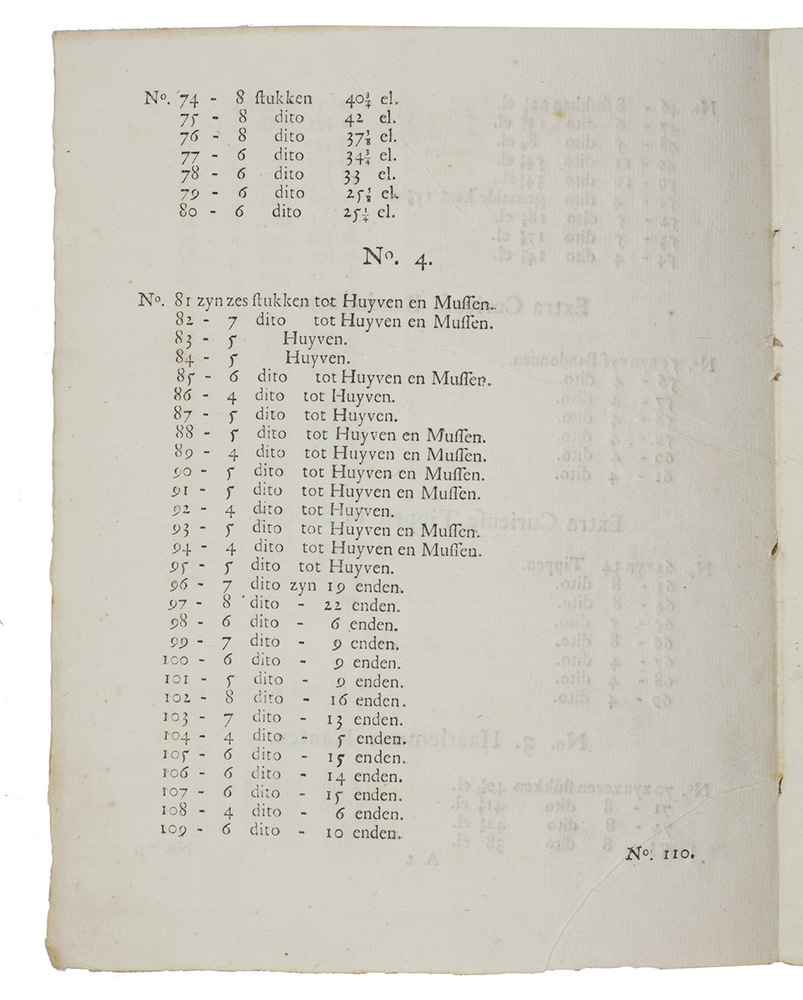 Nº. 74 - 8 ſtukken 40¾ el.
75 - 8 dito 42 el.
76 - 8 dito 37⅜ el.
77 - 6 dito 34¾ el.
78 - 6 dito 33 el.
79 - 6 dito el.
80 - 6 dito 25¼ el.
Nº. 4.
Nº. 81 zyn zes ſtukken tot Huyven en Muſſen.
82 - 7 dito tot Huyven en Muſſen.
83 - 5 Huyven.
84 - 5 Huyven.
85 - 6 dito tot Huyven en Muſſen.
86 - 4 dito tot Huyven.
87 - 5 dito tot Huyven.
88 - 5 dito tot Huyven en Muſſen.
89 - 4 dito tot Huyven en Muſſen.
90 - 5 dito tot Huyven en Muſſen.
91 - 5 dito tot Huyven en Muſſen.
92 - 4 dito tot Huyven.
93 - 5 dito tot Huyven en Muſſen.
94 - 4 dito tot Huyven en Muſſen.
95 - 5 dito tot Huyven.
96 - 7 dito zyn 19 enden.
97 - 8 dito - 22 enden.
98 - 6 dito - 6 enden.
99 - 7 dito - 9 enden.
100 - 6 dito - 9 enden.
101 - 5 dito - 9 enden.
102 - 8 dito - 16 enden.
103 - 7 dito - 13 enden.
104 - 4 dito - 5 enden.
105 - 6 dito - 15 enden.
106 - 6 dito - 14 enden.
107 - 6 dito - 15 enden.
108 - 4 dito - 6 enden.
109 - 6 dito - 10 enden.
Nº. 110.